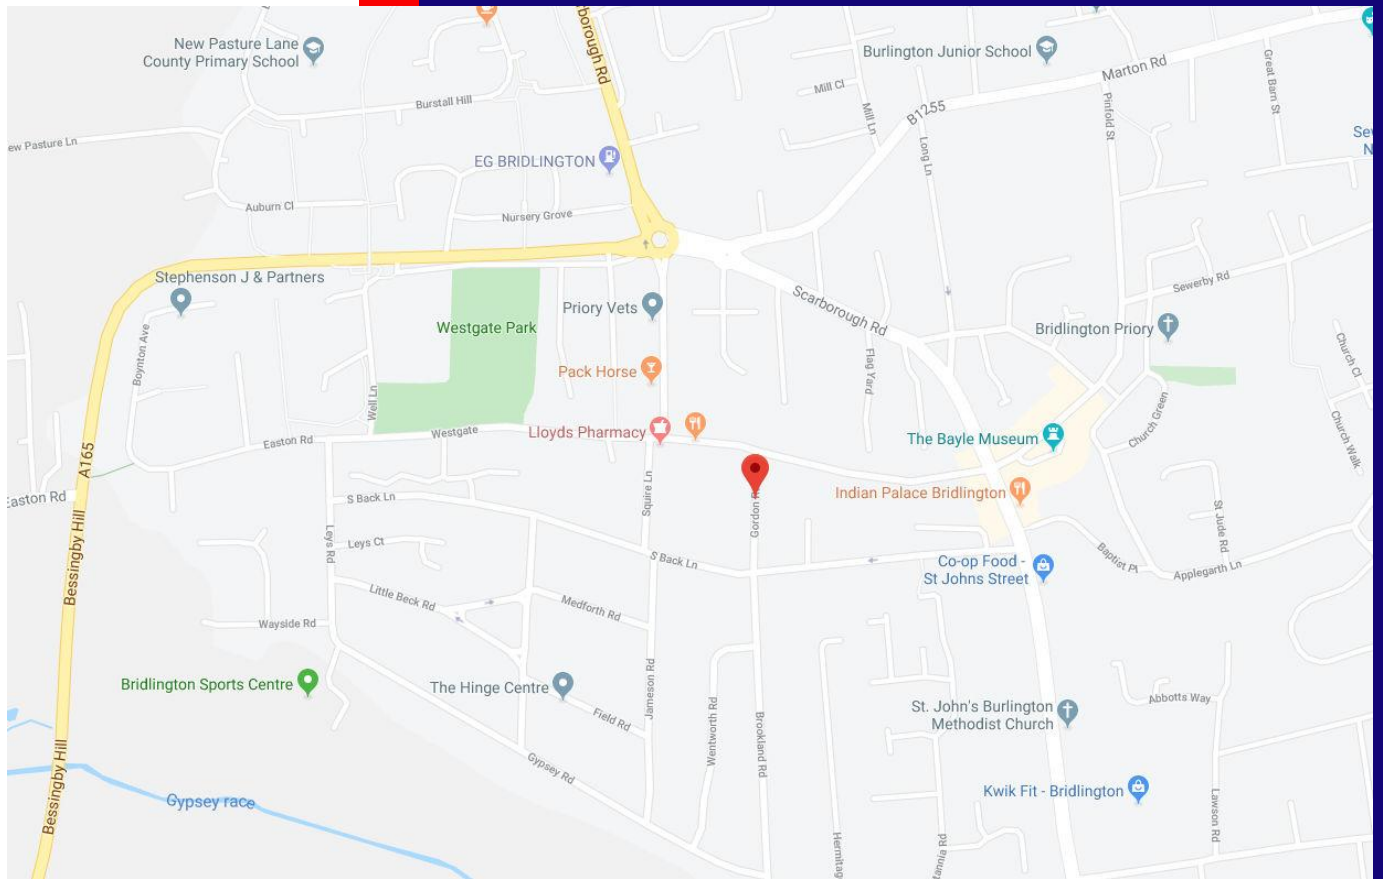 New Pasture Lane
County Primary School
Burlington Junior School
Marton Rd
Great Barn St
Mill Cl
Burstall Hill
B1255
Mill Ln
Pinfold St
Long Ln
EG BRIDLINGTON
Auburn Cl
Nursery Grove
Stephenson J & Partners
Sewerby Rd
Scarborough Rd
Priory Vets
Westgate Park
Bridlington Priory
Boynton Ave
Flag Yard
Church Cl
Pack Horse
Well Ln
Church Green
Westgate
Lloyds Pharmacy
Easton Rd
The Bayle Museum
Church Walk
A165
Easton Rd
S Back Ln
Squire Ln
Indian Palace Bridlington
St Jude Rd
Leys Rd
Leys Ct
S Back Ln
Baptist Pl
Co-op Food -
St Johns Street
Applegarth Ln
Bessingby Hill
Little Beck Rd
Medforth Rd
Wayside Rd
Bridlington Sports Centre
The Hinge Centre
Jameson Rd
Field Rd
Wentworth Rd
Brookland Rd
St. John's Burlington
Methodist Church
Abbotts Way
Gypsey Rd
Kwik Fit - Bridlington
Bessingby Hill
Gypsey race
Lawson Rd